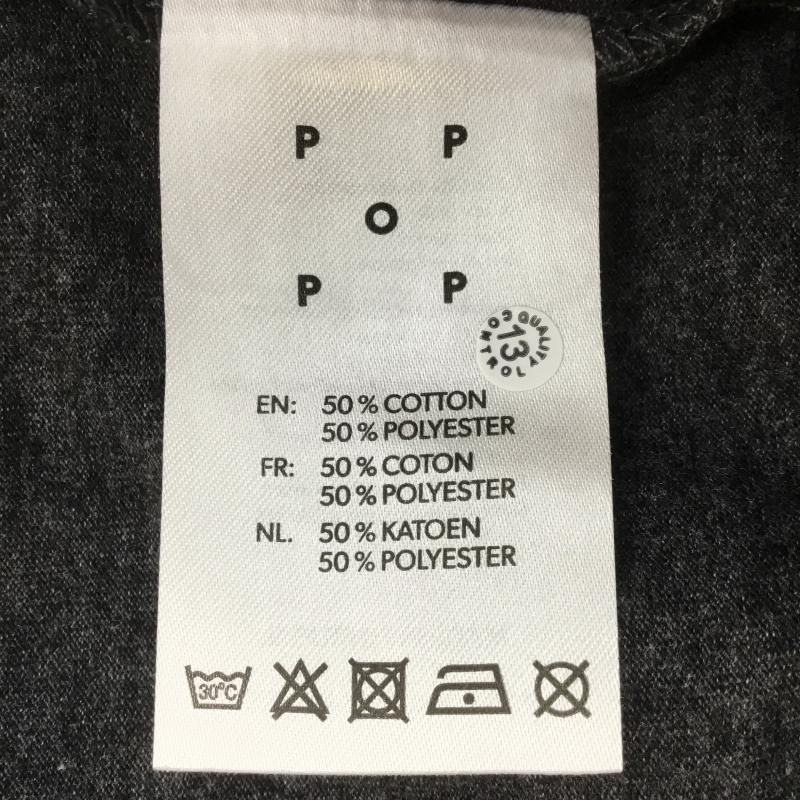 P P
O
P P
QUALITY CONTROL
13
EN: 50 % COTTON
50 % POLYESTER
FR: 50 % COTON
50 % POLYESTER
NL. 50 % KATOEN
50 % POLYESTER
30°C